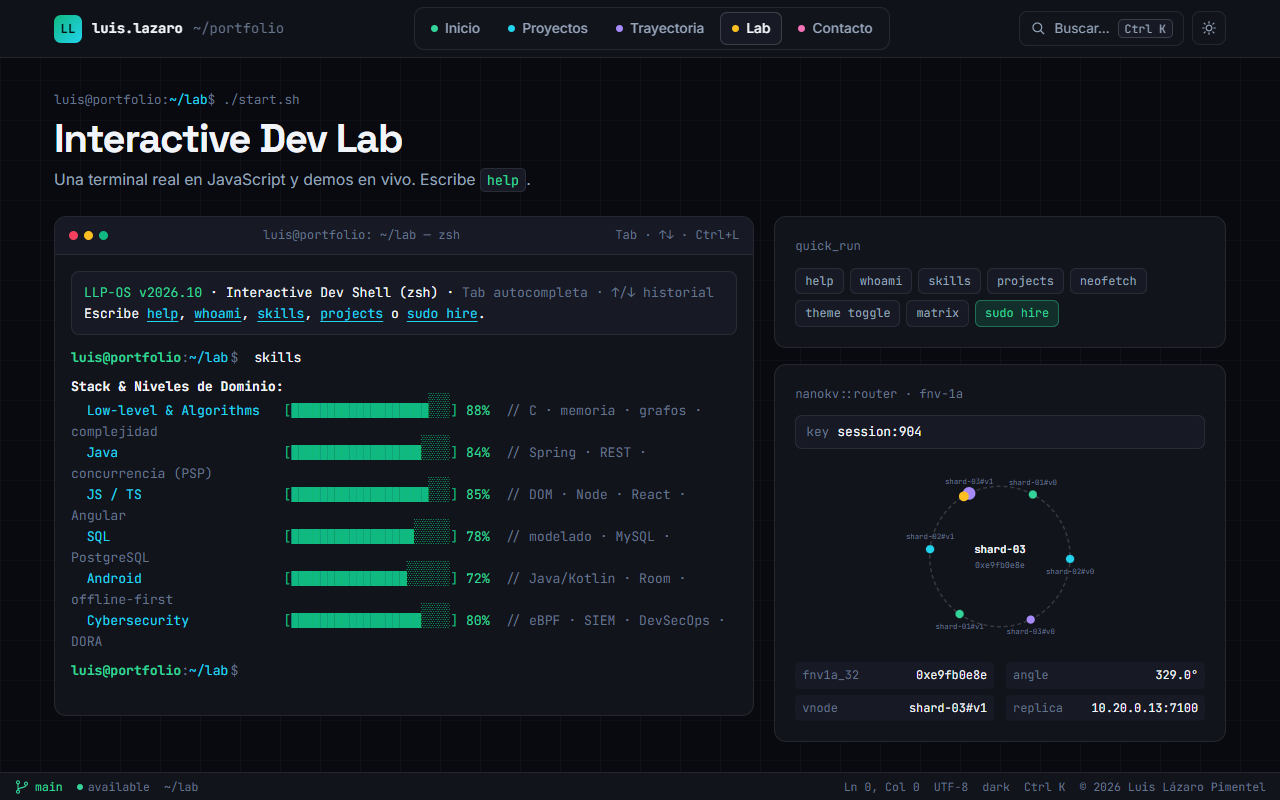 LL luis.lazaro ~/portfolio
Inicio Proyectos Trayectoria Lab Contacto
Buscar... Ctrl K
luis@portfolio:~/lab$ ./start.sh
Interactive Dev Lab
Una terminal real en JavaScript y demos en vivo. Escribe help.
luis@portfolio: ~/lab — zsh
Tab · ↑↓ · Ctrl+L
LLP-OS v2026.10 · Interactive Dev Shell (zsh) · Tab autocompleta · ↑/↓ historial
Escribe help, whoami, skills, projects o sudo hire.
luis@portfolio:~/lab$ skills
Stack & Niveles de Dominio:
Low-level & Algorithms [█████████████████░░░] 88% // C · memoria · grafos ·
complejidad
Java [████████████████░░░░] 84% // Spring · REST ·
concurrencia (PSP)
JS / TS [█████████████████░░░] 85% // DOM · Node · React ·
Angular
SQL [███████████████░░░░░] 78% // modelado · MySQL ·
PostgreSQL
Android [██████████████░░░░░░] 72% // Java/Kotlin · Room ·
offline-first
Cybersecurity [████████████████░░░░] 80% // eBPF · SIEM · DevSecOps ·
DORA
luis@portfolio:~/lab$
quick_run
help whoami skills projects neofetch
theme toggle matrix sudo hire
nanokv::router · fnv-1a
key session:904
shard-03#v1 shard-01#v0
shard-02#v1
shard-03
0xe9fb0e8e
shard-02#v0
shard-01#v1
shard-03#v0
fnv1a_32 0xe9fb0e8e
angle 329.0°
vnode shard-03#v1
replica 10.20.0.13:7100
main available ~/lab
Ln 0, Col 0 UTF-8 dark Ctrl K © 2026 Luis Lázaro Pimentel